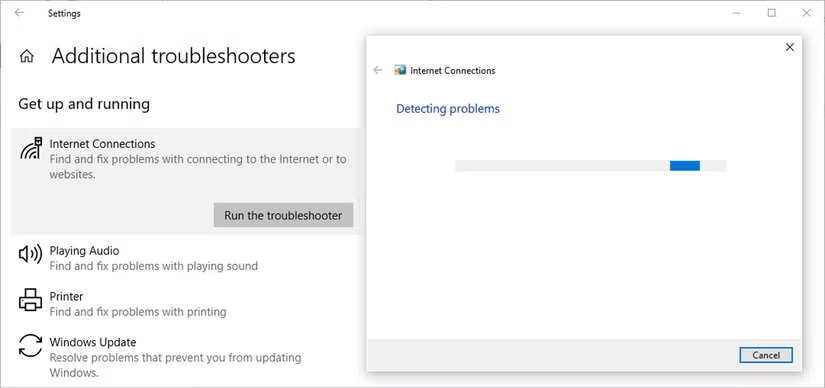 Settings
Additional troubleshooters
Get up and running
Internet Connections
Find and fix problems with connecting to the Internet or to
websites.
Run the troubleshooter
Playing Audio
Find and fix problems with playing sound
Printer
Find and fix problems with printing
Windows Update
Resolve problems that prevent you from updating
Windows.
Internet Connections
Detecting problems
Cancel